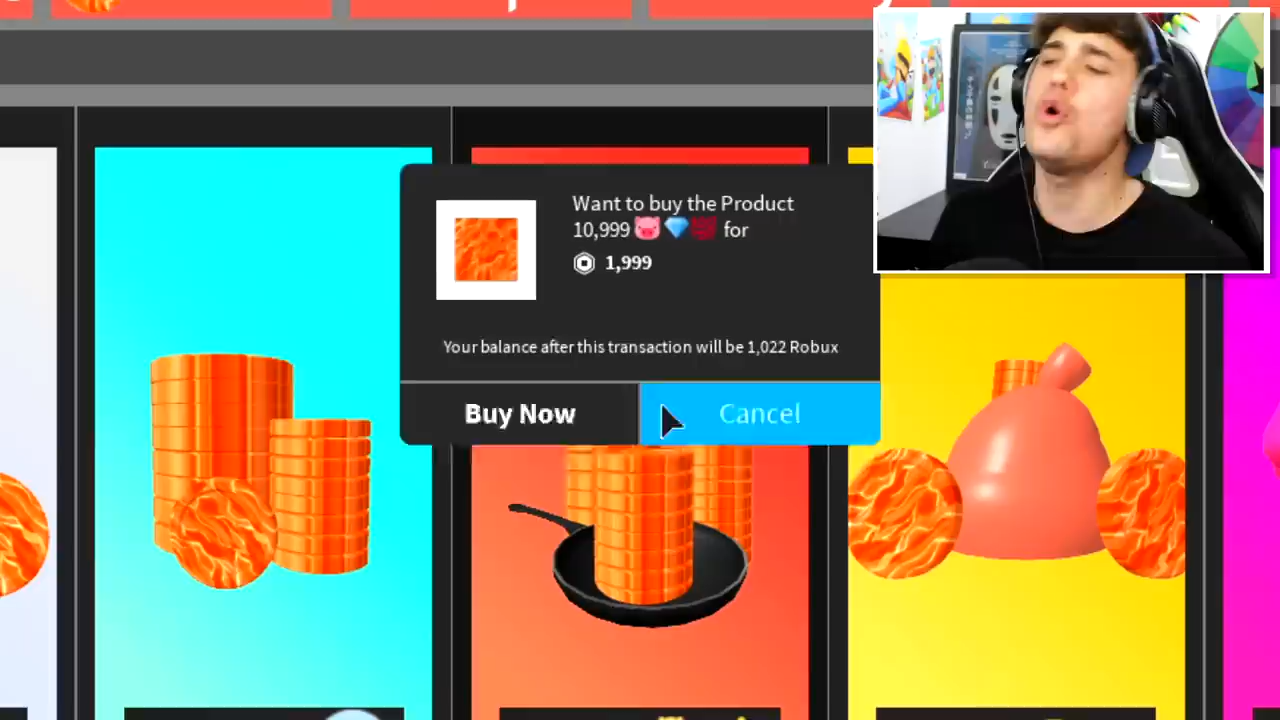 Want to buy the Product
10,999🐷💎💯 for
1,999
Your balance after this transaction will be 1,022 Robux
Buy Now
Cancel